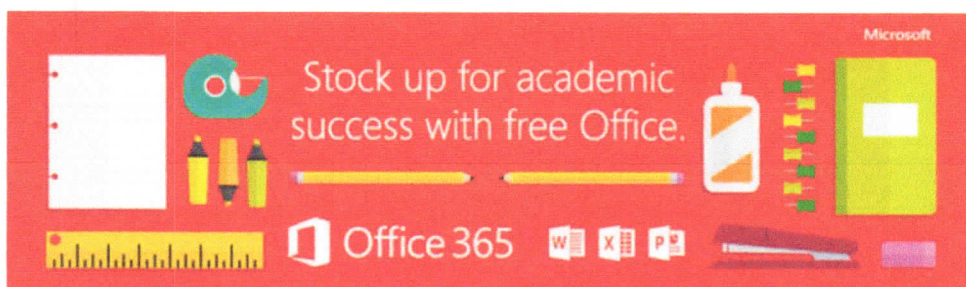 Microsoft
Stock up for academic
success with free Office.
Office 365
W X P